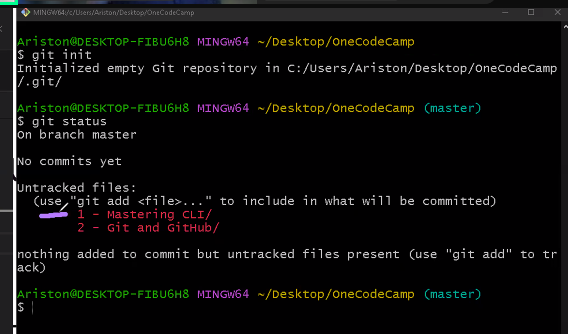 MINGW64:/c/Users/Ariston/Desktop/OneCodeCamp
Ariston@DESKTOP-FIBU6H8 MINGW64 ~/Desktop/OneCodeCamp
$ git init
Initialized empty Git repository in C:/Users/Ariston/Desktop/OneCodeCamp
/.git/
Ariston@DESKTOP-FIBU6H8 MINGW64 ~/Desktop/OneCodeCamp (master)
$ git status
On branch master
No commits yet
Untracked files:
(use "git add <file>..." to include in what will be committed)
1 - Mastering CLI/
2 - Git and GitHub/
nothing added to commit but untracked files present (use "git add" to tr
ack)
Ariston@DESKTOP-FIBU6H8 MINGW64 ~/Desktop/OneCodeCamp (master)
$